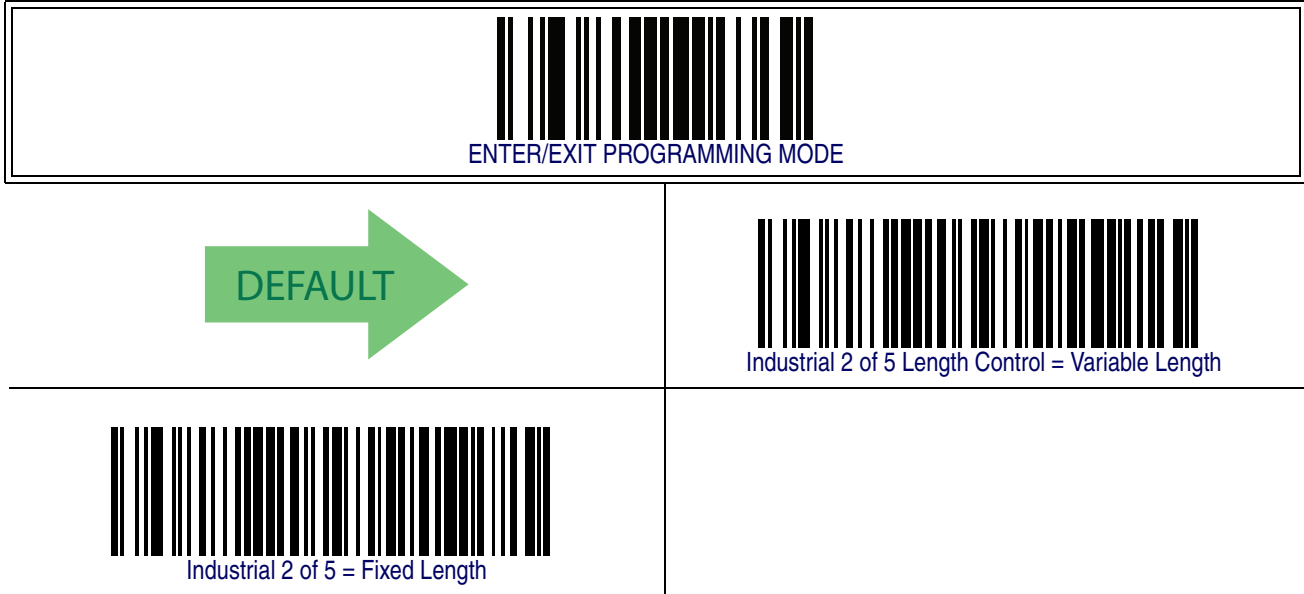 ENTER/EXIT PROGRAMMING MODE
DEFAULT
Industrial 2 of 5 Length Control = Variable Length
Industrial 2 of 5 = Fixed Length